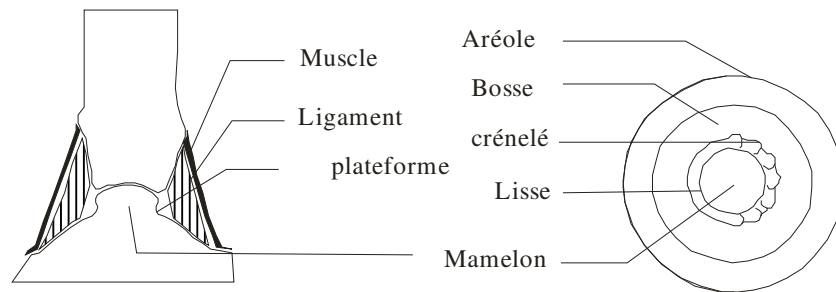 Muscle
Ligament
plateforme
Aréole
Bosse
crénelé
Lisse
Mamelon